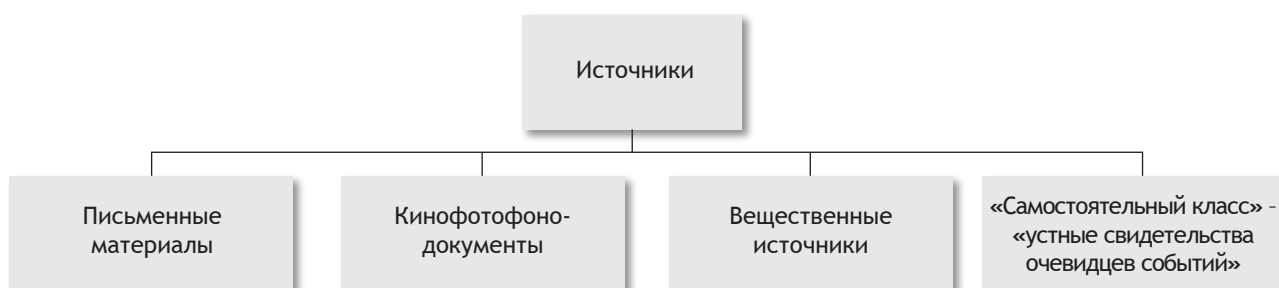 Источники
Письменные
материалы
Кинофотофоно-
документы
Вещественные
источники
«Самостоятельный класс» –
«устные свидетельства
очевидцев событий»